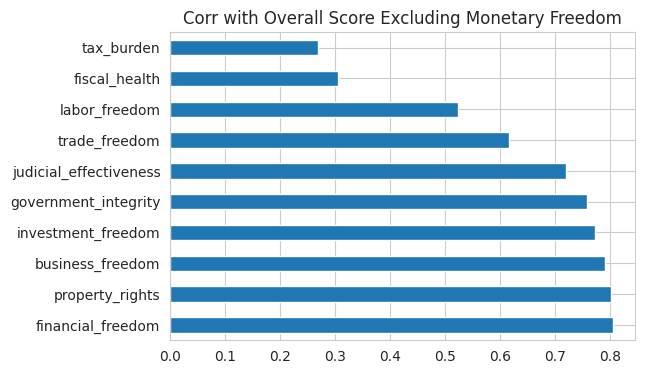 Corr with Overall Score Excluding Monetary Freedom
tax_burden
fiscal_health
labor_freedom
trade_freedom
judicial_effectiveness
government_integrity
investment_freedom
business_freedom
property_rights
financial_freedom
0.0 0.1 0.2 0.3 0.4 0.5 0.6 0.7 0.8